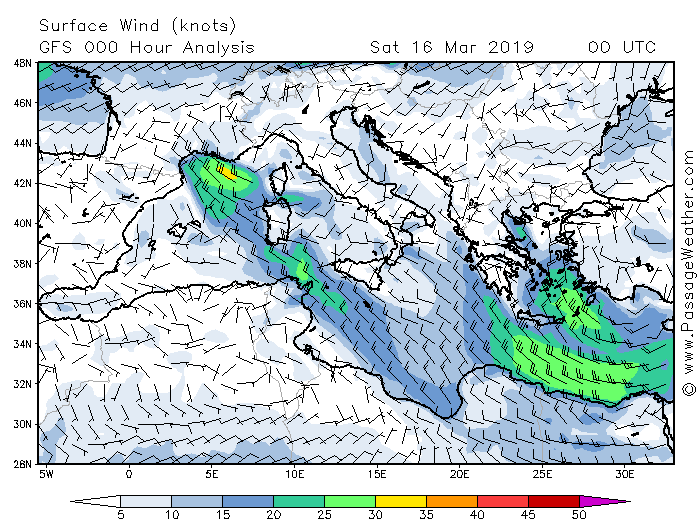 Surface Wind (knots)
GFS 000 Hour Analysis Sat 16 Mar 2019 00 UTC
48N
46N
44N
42N
40N
38N
36N
34N
32N
30N
28N
5W 0 5E 10E 15E 20E 25E 30E
5 10 15 20 25 30 35 40 45 50
© www.PassageWeather.com